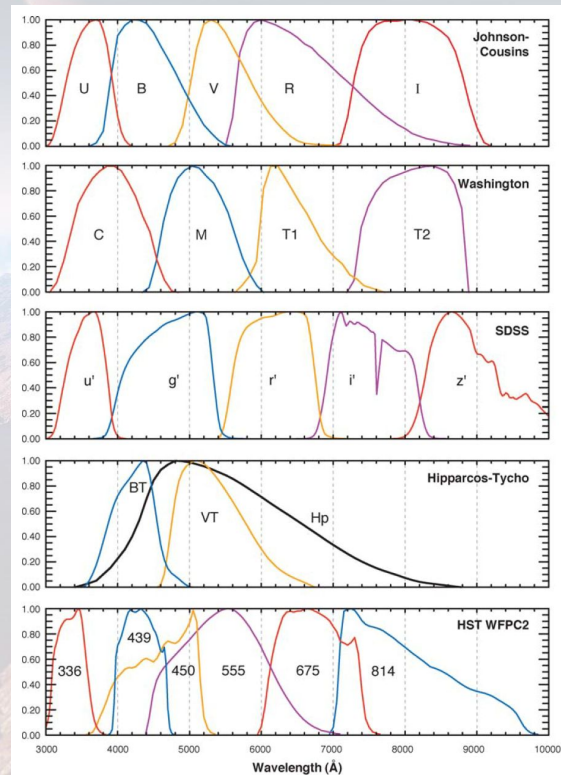 1.00
0.80
0.60
0.40
0.20
0.00
U B V R I
Johnson-
Cousins
1.00
0.80
0.60
0.40
0.20
0.00
C M T1 T2
Washington
1.00
0.80
0.60
0.40
0.20
0.00
u' g' r' i' z'
SDSS
1.00
0.80
0.60
0.40
0.20
0.00
BT VT Hp
Hipparcos-Tycho
1.00
0.80
0.60
0.40
0.20
0.00
336 439 450 555 675 814
HST WFPC2
3000 4000 5000 6000 7000 8000 9000 10000
Wavelength (Å)